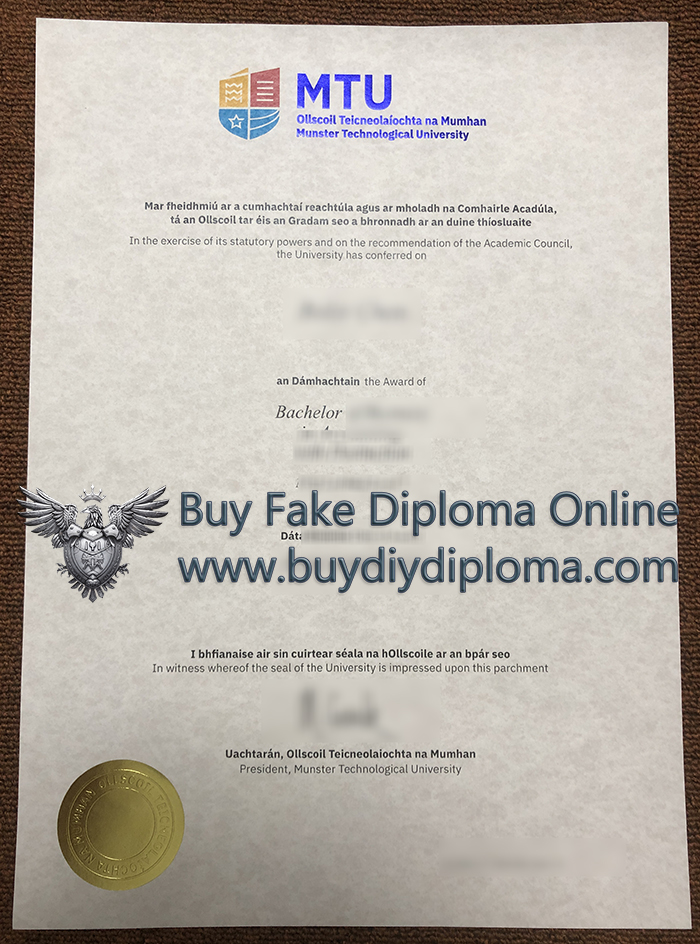 MTU
Ollscoil Teicneolaíochta na Mumhan
Munster Technological University
Mar fheidhmiú ar a cumhachtaí reachtúla agus ar mholadh na Comhairle Acadúla,
tá an Ollscoil tar éis an Gradam seo a bhronnadh ar an duine thíosluaite
In the exercise of its statutory powers and on the recommendation of the Academic Council,
the University has conferred on
an Dámhachtain the Award of
Bachelor
Buy Fake Diploma Online
Dáta
www.buydiydiploma.com
I bhfianaise air sin cuirtear séala na hOllscoile ar an bpár seo
In witness whereof the seal of the University is impressed upon this parchment
Uachtarán, Ollscoil Teicneolaiochta na Mumhan
President, Munster Technological University
OLLSCOIL TEICNEOLAÍOCHTA NA MUMHAN